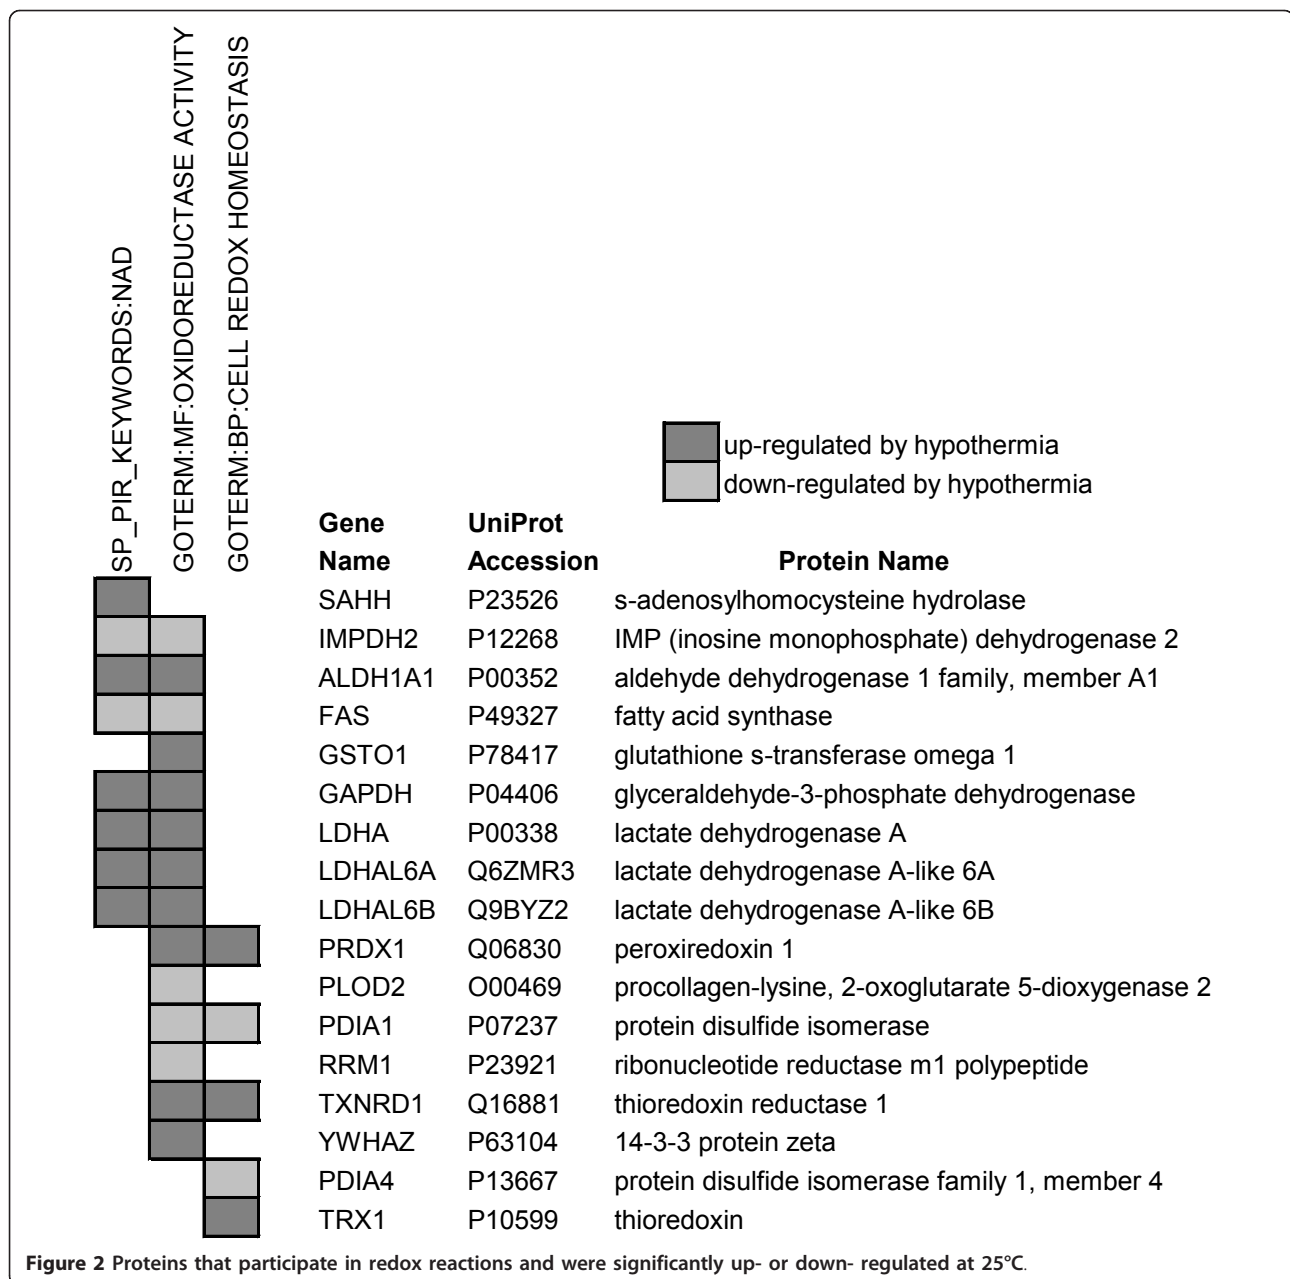 SP_PIR_KEYWORDS:NAD
GOTERM:MF:OXIDOREDUCTASE ACTIVITY
GOTERM:BP:CELL REDOX HOMEOSTASIS
up-regulated by hypothermia
down-regulated by hypothermia
Gene UniProt
Name Accession Protein Name
SAHH P23526 s-adenosylhomocysteine hydrolase
IMPDH2 P12268 IMP (inosine monophosphate) dehydrogenase 2
ALDH1A1 P00352 aldehyde dehydrogenase 1 family, member A1
FAS P49327 fatty acid synthase
GSTO1 P78417 glutathione s-transferase omega 1
GAPDH P04406 glyceraldehyde-3-phosphate dehydrogenase
LDHA P00338 lactate dehydrogenase A
LDHAL6A Q6ZMR3 lactate dehydrogenase A-like 6A
LDHAL6B Q9BYZ2 lactate dehydrogenase A-like 6B
PRDX1 Q06830 peroxiredoxin 1
PLOD2 O00469 procollagen-lysine, 2-oxoglutarate 5-dioxygenase 2
PDIA1 P07237 protein disulfide isomerase
RRM1 P23921 ribonucleotide reductase m1 polypeptide
TXNRD1 Q16881 thioredoxin reductase 1
YWHAZ P63104 14-3-3 protein zeta
PDIA4 P13667 protein disulfide isomerase family 1, member 4
TRX1 P10599 thioredoxin
Figure 2 Proteins that participate in redox reactions and were significantly up- or down- regulated at 25°C.